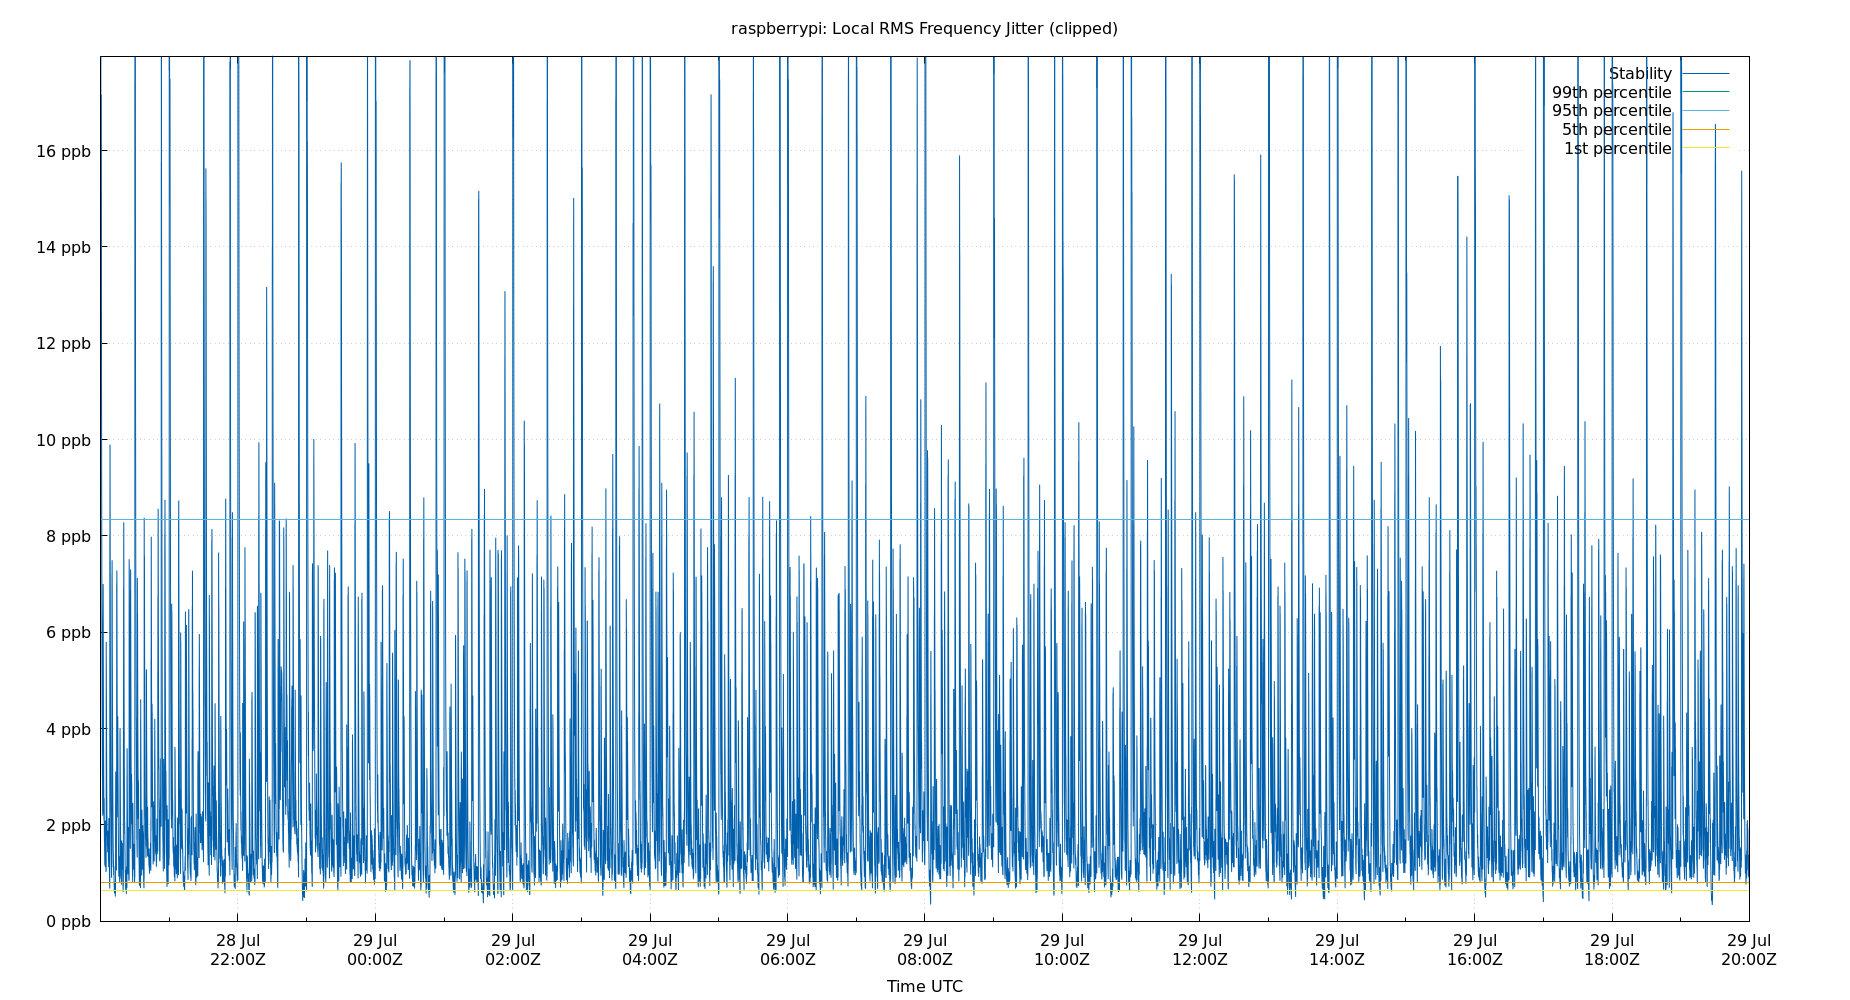 raspberrypi: Local RMS Frequency Jitter (clipped)
Stability
99th percentile
95th percentile
5th percentile
1st percentile
16 ppb
14 ppb
12 ppb
10 ppb
8 ppb
6 ppb
4 ppb
2 ppb
0 ppb
28 Jul
22:00Z
29 Jul
00:00Z
29 Jul
02:00Z
29 Jul
04:00Z
29 Jul
06:00Z
29 Jul
08:00Z
29 Jul
10:00Z
29 Jul
12:00Z
29 Jul
14:00Z
29 Jul
16:00Z
29 Jul
18:00Z
29 Jul
20:00Z
Time UTC